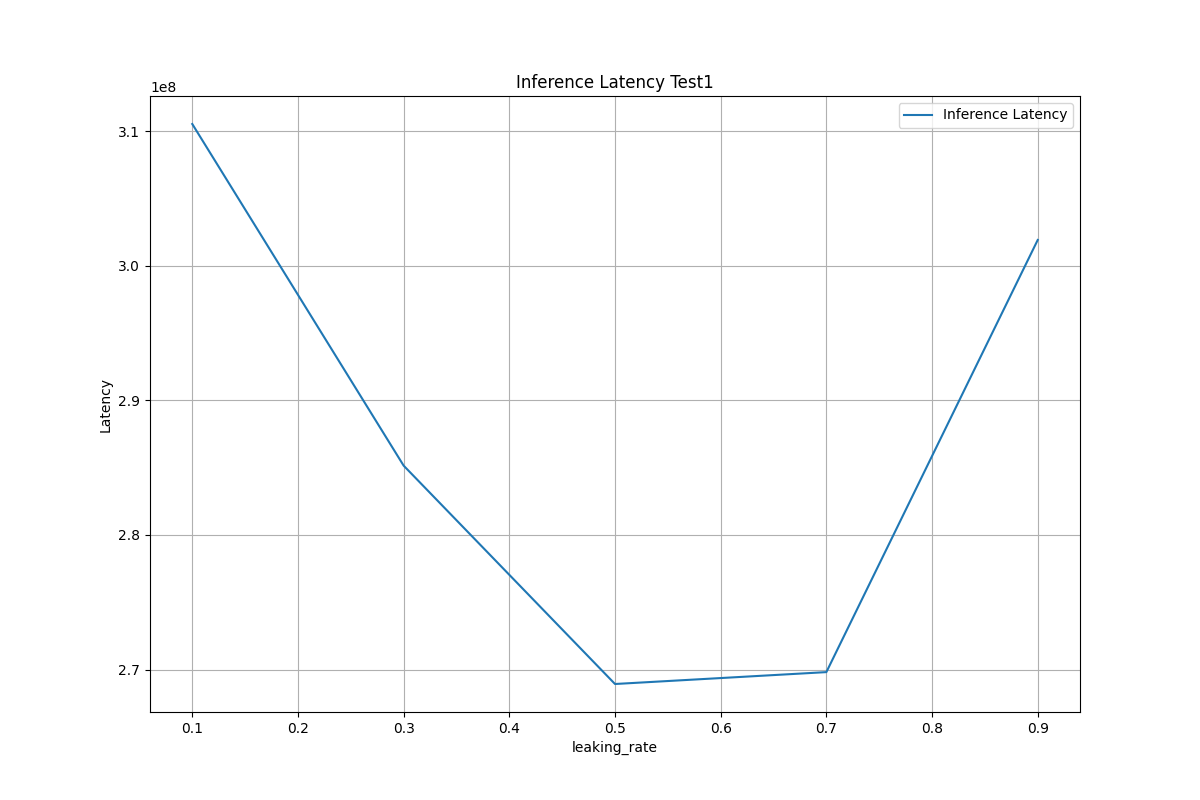 Inference Latency Test1
1e8
Inference Latency
3.1
3.0
2.9
2.8
2.7
Latency
0.1 0.2 0.3 0.4 0.5 0.6 0.7 0.8 0.9
leaking_rate